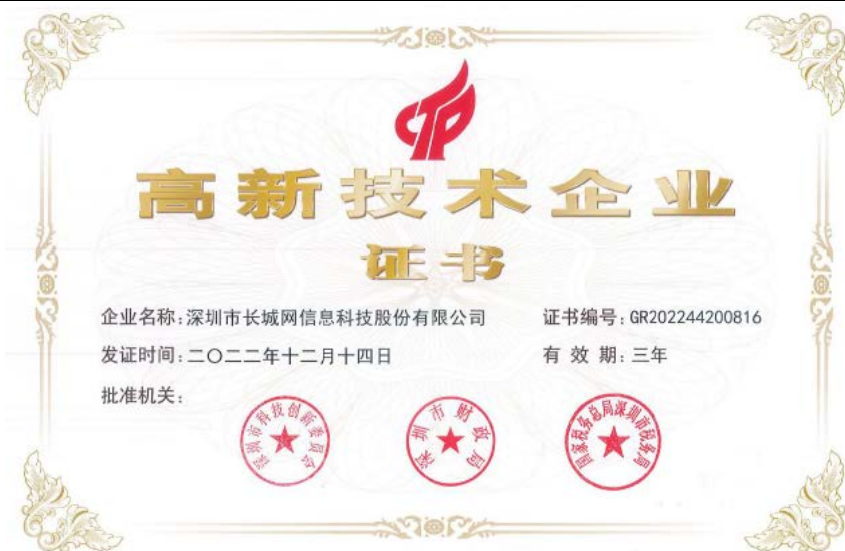 高新技术企业
证书
企业名称：深圳市长城网信息科技股份有限公司
证书编号：GR202244200816
发证时间：二〇二二年十二月十四日
有效期：三年
批准机关：
深圳市科技创新委员会
深圳市财政局
国家税务总局深圳市税务局